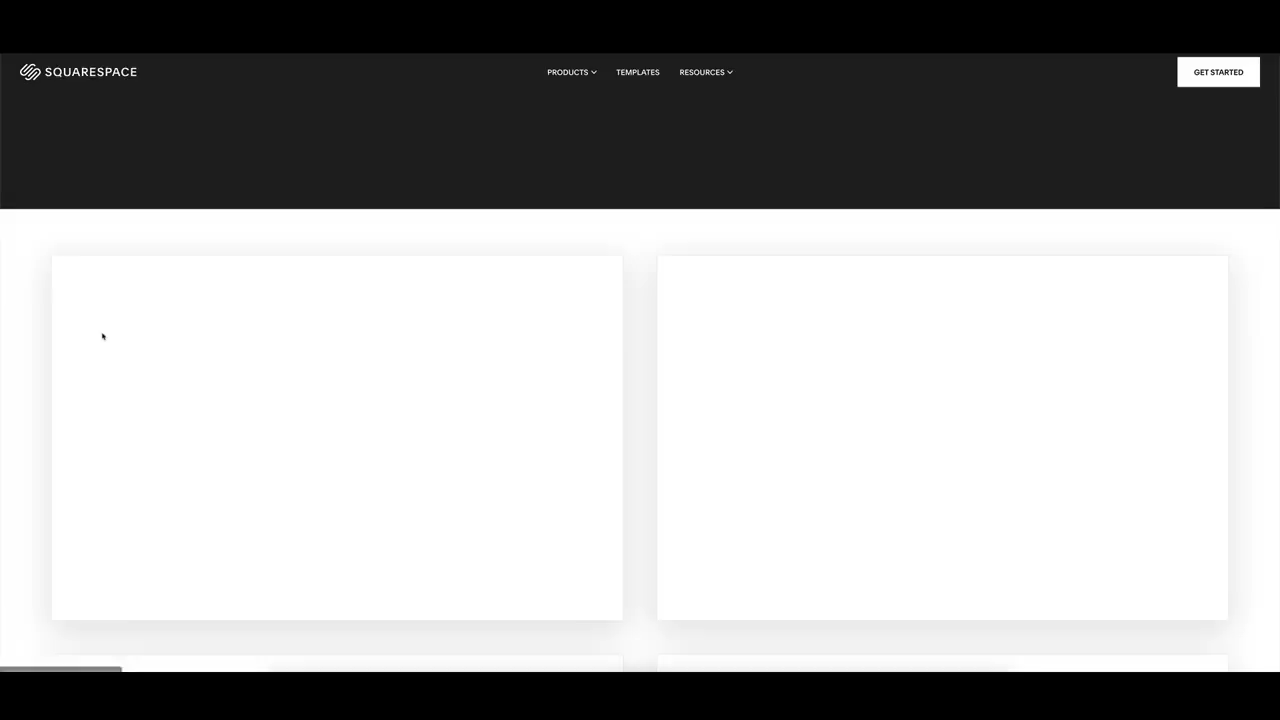 SQUARESPACE
PRODUCTS
TEMPLATES
RESOURCES
GET STARTED